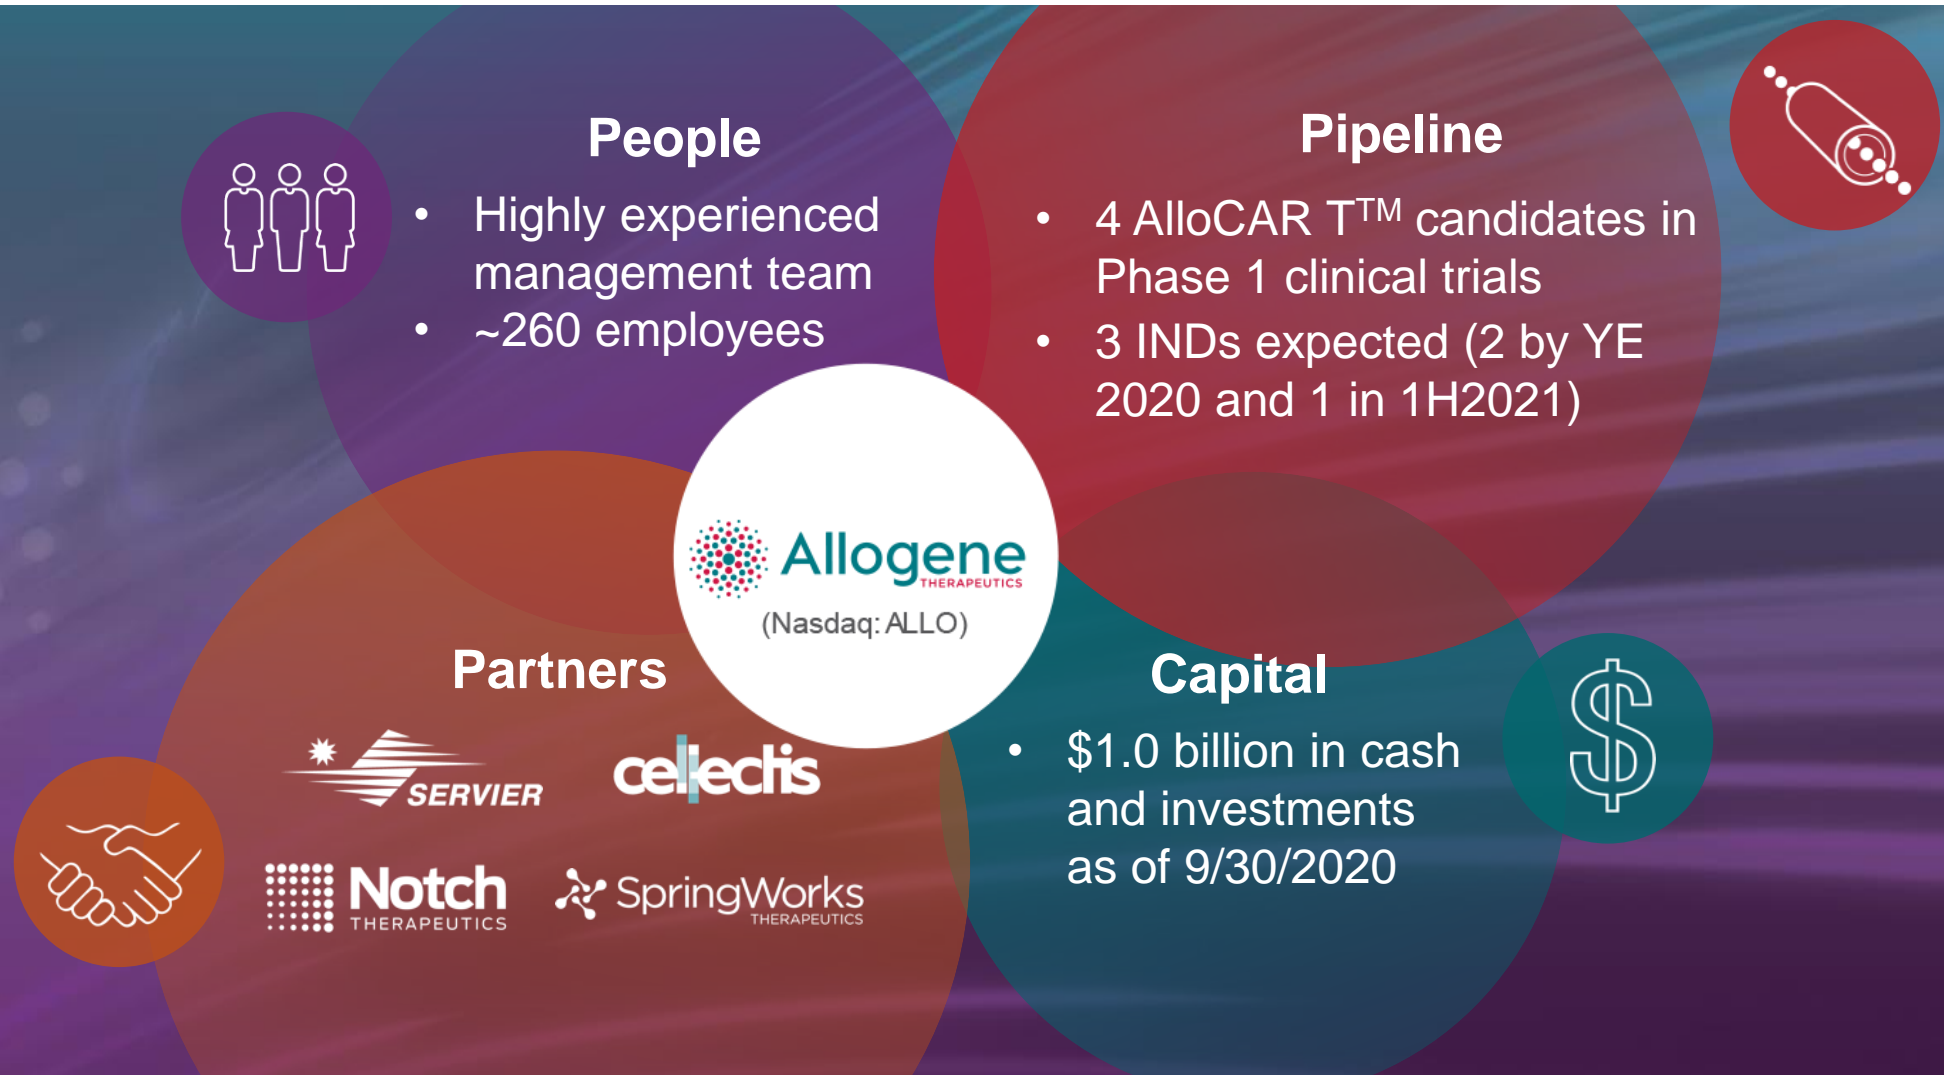 People
• Highly experienced
management team
• ~260 employees
Pipeline
• 4 AlloCAR T™ candidates in
Phase 1 clinical trials
• 3 INDs expected (2 by YE
2020 and 1 in 1H2021)
Allogene
THERAPEUTICS
(Nasdaq: ALLO)
Partners
SERVIER
cellectis
Notch
THERAPEUTICS
SpringWorks
THERAPEUTICS
Capital
• $1.0 billion in cash
and investments
as of 9/30/2020
$